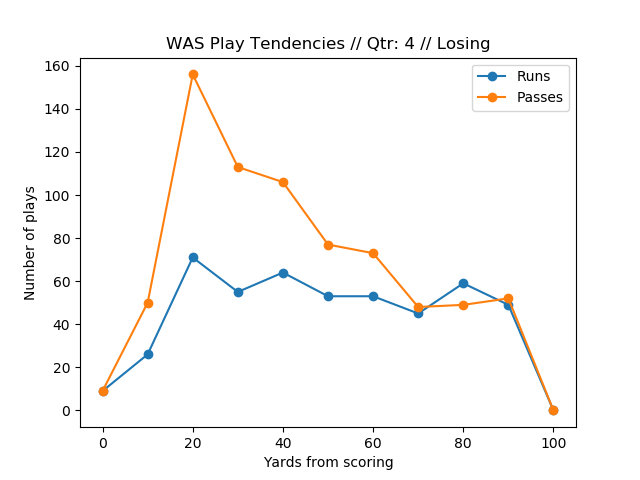 WAS Play Tendencies // Qtr: 4 // Losing
Runs
Passes
Number of plays
160
140
120
100
80
60
40
20
0
0 20 40 60 80 100
Yards from scoring